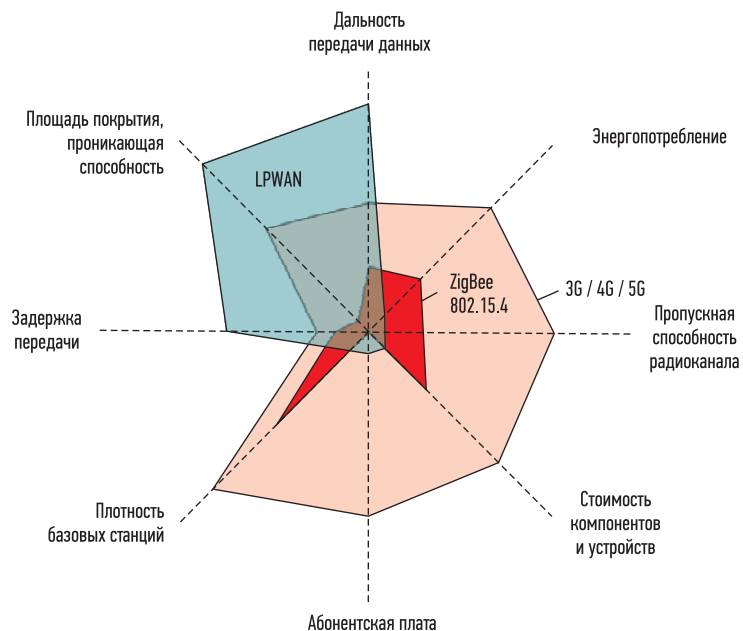 Дальность
передачи данных
Площадь покрытия,
проникающая
способность
Энергопотребление
LPWAN
ZigBee
802.15.4
3G / 4G / 5G
Задержка
передачи
Пропускная
способность
радиоканала
Плотность
базовых станций
Стоимость
компонентов
и устройств
Абонентская плата